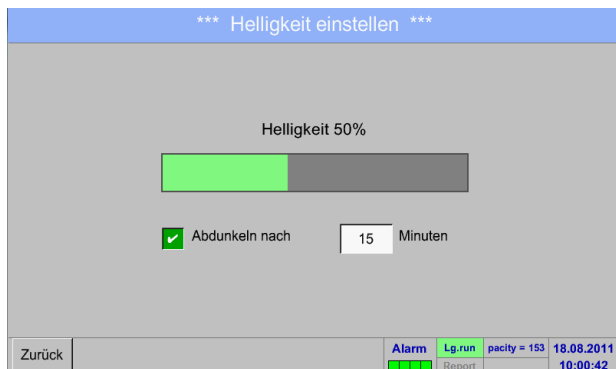 *** Helligkeit einstellen ***
Helligkeit 50%
Abdunkeln nach 15 Minuten
Zurück
Alarm Lg.run pacity = 153 18.08.2011
Report 10:00:42